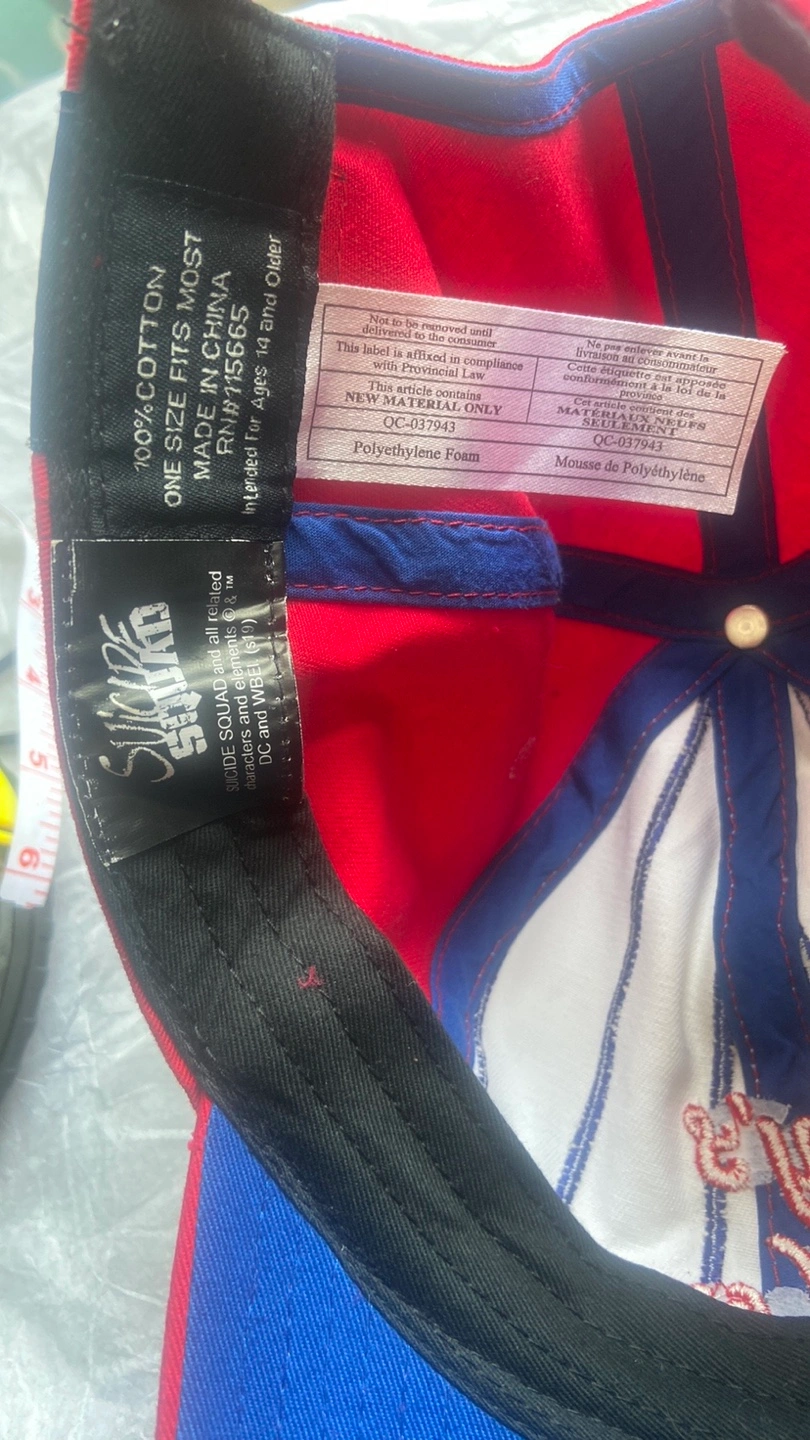 100% COTTON
ONE SIZE FITS MOST
MADE IN CHINA
RN#115665
Intended For Ages 14 and Older
Not to be removed until
delivered to the consumer
This label is affixed in compliance
with Provincial Law
This article contains
NEW MATERIAL ONLY
QC-037943
Polyethylene Foam
Ne pas enlever avant la
livraison au consommateur
Cette étiquette est apposée
conformément à la loi de la
province
Cet article contient des
MATÉRIAUX NEUFS
SEULEMENT
QC-037943
Mousse de Polyéthylène
SUICIDE
SQUAD
SUICIDE SQUAD and all related
characters and elements © & ™
DC and WBEI (s19)
3
4
5
6